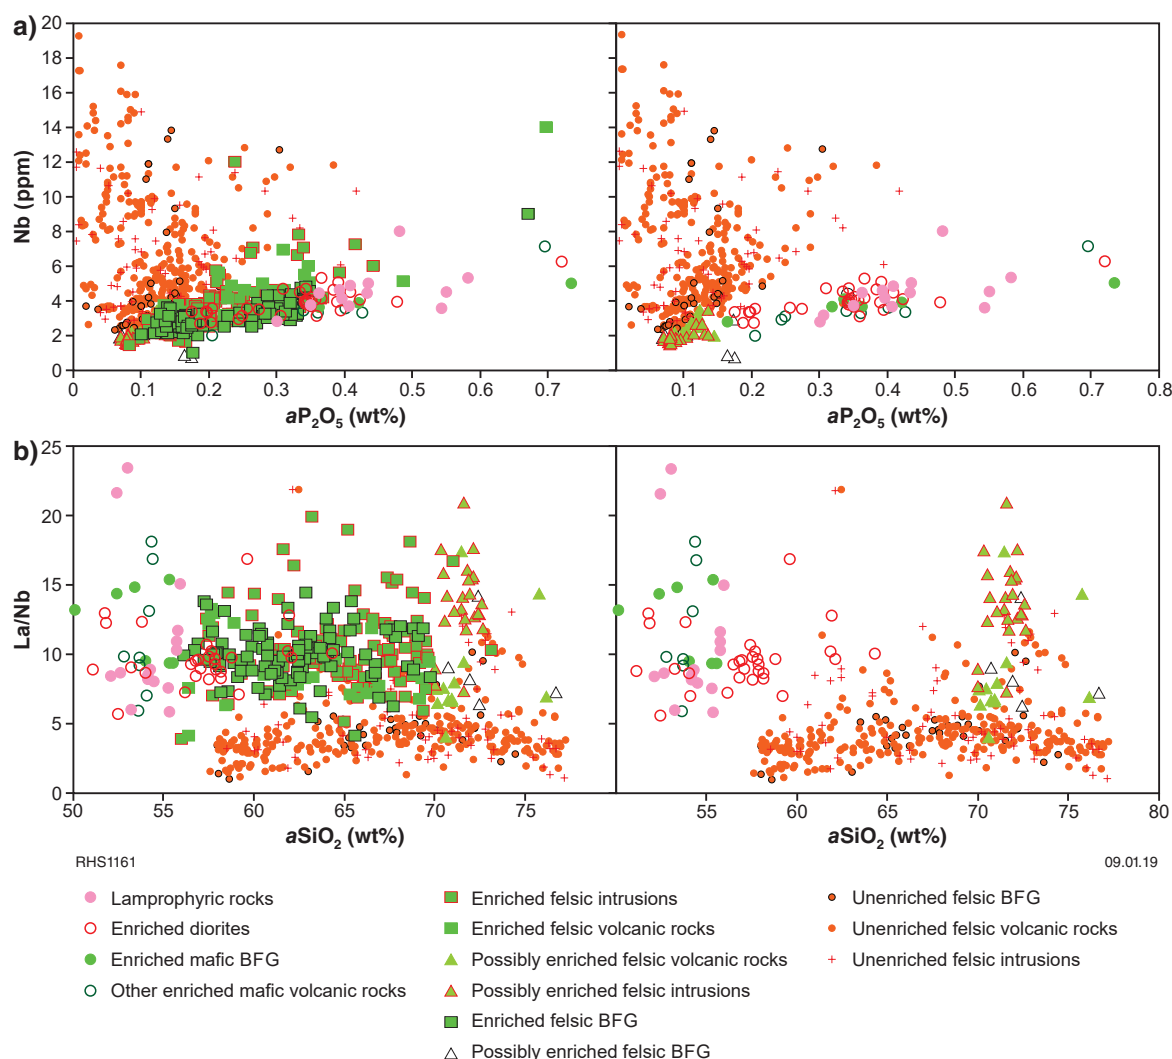 a)
20
18
16
14
12
10
8
6
4
2
0
Nb (ppm)
0 0.1 0.2 0.3 0.4 0.5 0.6 0.7
0.1 0.2 0.3 0.4 0.5 0.6 0.7 0.8
aP₂O₅ (wt%) aP₂O₅ (wt%)
b)
25
20
15
10
5
0
La/Nb
50 55 60 65 70 75
55 60 65 70 75 80
aSiO₂ (wt%) aSiO₂ (wt%)
RHS1161 09.01.19
Lamprophyric rocks
Enriched diorites
Enriched mafic BFG
Other enriched mafic volcanic rocks
Enriched felsic intrusions
Enriched felsic volcanic rocks
Possibly enriched felsic volcanic rocks
Possibly enriched felsic intrusions
Enriched felsic BFG
Possibly enriched felsic BFG
Unenriched felsic BFG
Unenriched felsic volcanic rocks
Unenriched felsic intrusions